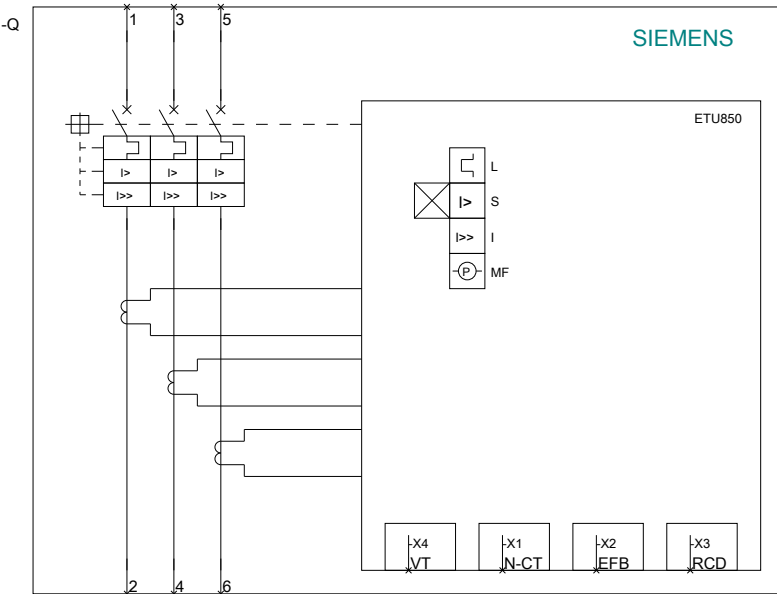 -Q
1 3 5
SIEMENS
ETU850
L
I> I> I> I> S
I>> I>> I>> I>> I
P MF
-X4 -X1 -X2 -X3
VT N-CT EFB RCD
2 4 6